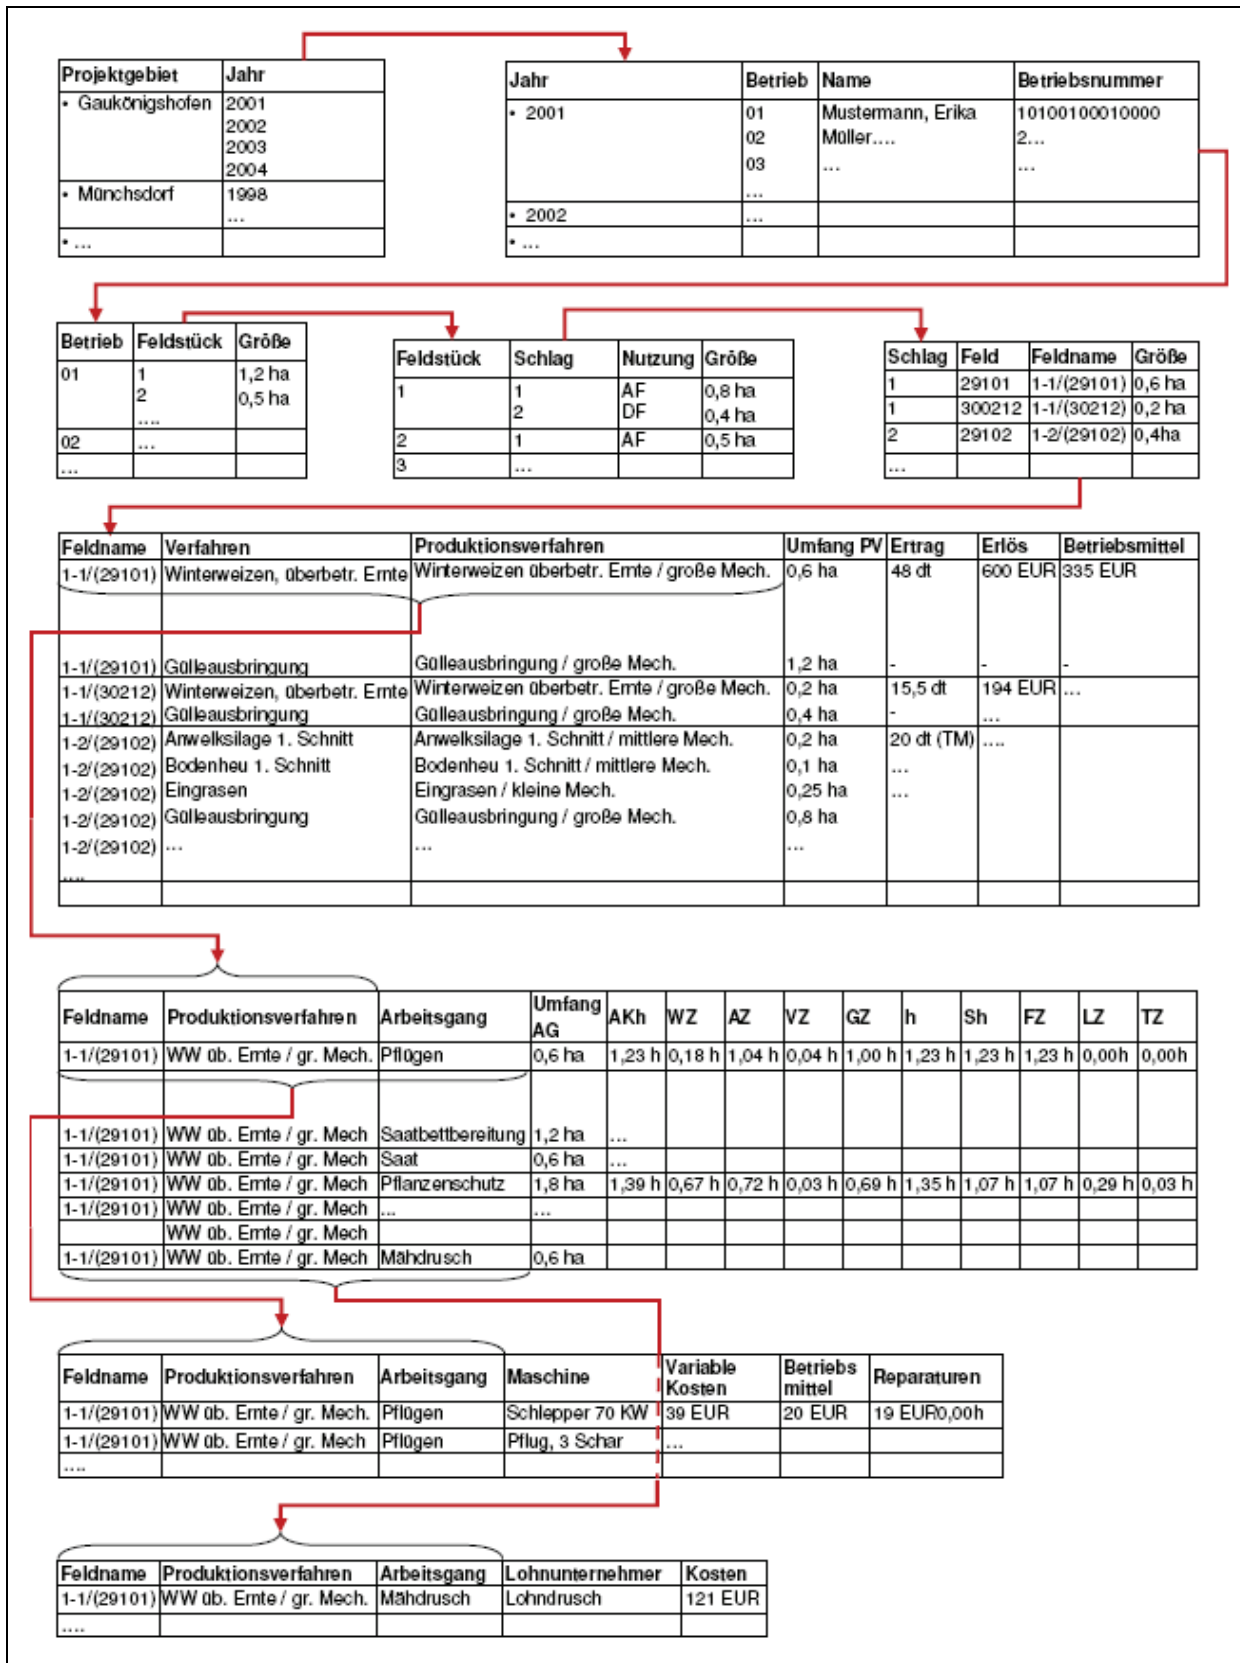 Projektgebiet Jahr
• Gaukönigshofen 2001
2002
2003
2004
• Münchsdorf 1998
...
• ...
Jahr Betrieb Name Betriebsnummer
• 2001 01 Mustermann, Erika 10100100010000
02 Müller.... 2...
03 ... ...
...
• 2002 ...
• ...
Betrieb Feldstück Größe
01 1 1,2 ha
2 0,5 ha
....
02 ...
...
Feldstück Schlag Nutzung Größe
1 1 AF 0,8 ha
2 DF 0,4 ha
2 1 AF 0,5 ha
3 ...
Schlag Feld Feldname Größe
1 29101 1-1/(29101) 0,6 ha
1 300212 1-1/(30212) 0,2 ha
2 29102 1-2/(29102) 0,4ha
...
Feldname Verfahren Produktionsverfahren Umfang PV Ertrag Erlös Betriebsmittel
1-1/(29101) Winterweizen, überbetr. Ernte Winterweizen überbetr. Ernte / große Mech. 0,6 ha 48 dt 600 EUR 335 EUR
1-1/(29101) Gülleausbringung Gülleausbringung / große Mech. 1,2 ha - - -
1-1/(30212) Winterweizen, überbetr. Ernte Winterweizen überbetr. Ernte / große Mech. 0,2 ha 15,5 dt 194 EUR ...
1-1/(30212) Gülleausbringung Gülleausbringung / große Mech. 0,4 ha - ...
1-2/(29102) Anwelksilage 1. Schnitt Anwelksilage 1. Schnitt / mittlere Mech. 0,2 ha 20 dt (TM) ....
1-2/(29102) Bodenheu 1. Schnitt Bodenheu 1. Schnitt / mittlere Mech. 0,1 ha ...
1-2/(29102) Eingrasen Eingrasen / kleine Mech. 0,25 ha ...
1-2/(29102) Gülleausbringung Gülleausbringung / große Mech. 0,8 ha
1-2/(29102) ... ... ...
....
Feldname Produktionsverfahren Arbeitsgang Umfang AG AKh WZ AZ VZ GZ h Sh FZ LZ TZ
1-1/(29101) WW üb. Ernte / gr. Mech. Pflügen 0,6 ha 1,23 h 0,18 h 1,04 h 0,04 h 1,00 h 1,23 h 1,23 h 1,23 h 0,00h 0,00h
1-1/(29101) WW üb. Ernte / gr. Mech Saatbettbereitung 1,2 ha ...
1-1/(29101) WW üb. Ernte / gr. Mech Saat 0,6 ha ...
1-1/(29101) WW üb. Ernte / gr. Mech Pflanzenschutz 1,8 ha 1,39 h 0,67 h 0,72 h 0,03 h 0,69 h 1,35 h 1,07 h 1,07 h 0,29 h 0,03 h
1-1/(29101) WW üb. Ernte / gr. Mech ... ...
WW üb. Ernte / gr. Mech
1-1/(29101) WW üb. Ernte / gr. Mech Mähdrusch 0,6 ha
Feldname Produktionsverfahren Arbeitsgang Maschine Variable Kosten Betriebs mittel Reparaturen
1-1/(29101) WW üb. Ernte / gr. Mech. Pflügen Schlepper 70 KW 39 EUR 20 EUR 19 EUR0,00h
1-1/(29101) WW üb. Ernte / gr. Mech Pflügen Pflug, 3 Schar ...
....
Feldname Produktionsverfahren Arbeitsgang Lohnunternehmer Kosten
1-1/(29101) WW üb. Ernte / gr. Mech. Mähdrusch Lohndrusch 121 EUR
....